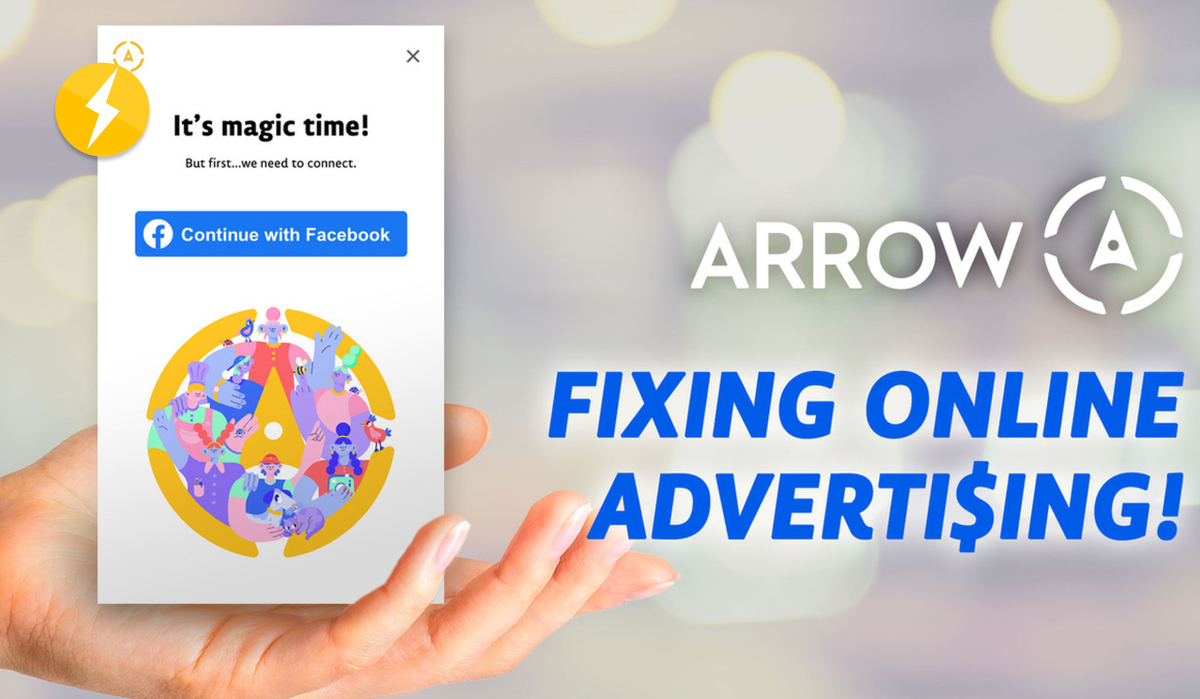 It's magic time!
But first...we need to connect.
Continue with Facebook
ARROW
FIXING ONLINE
ADVERTI$ING!